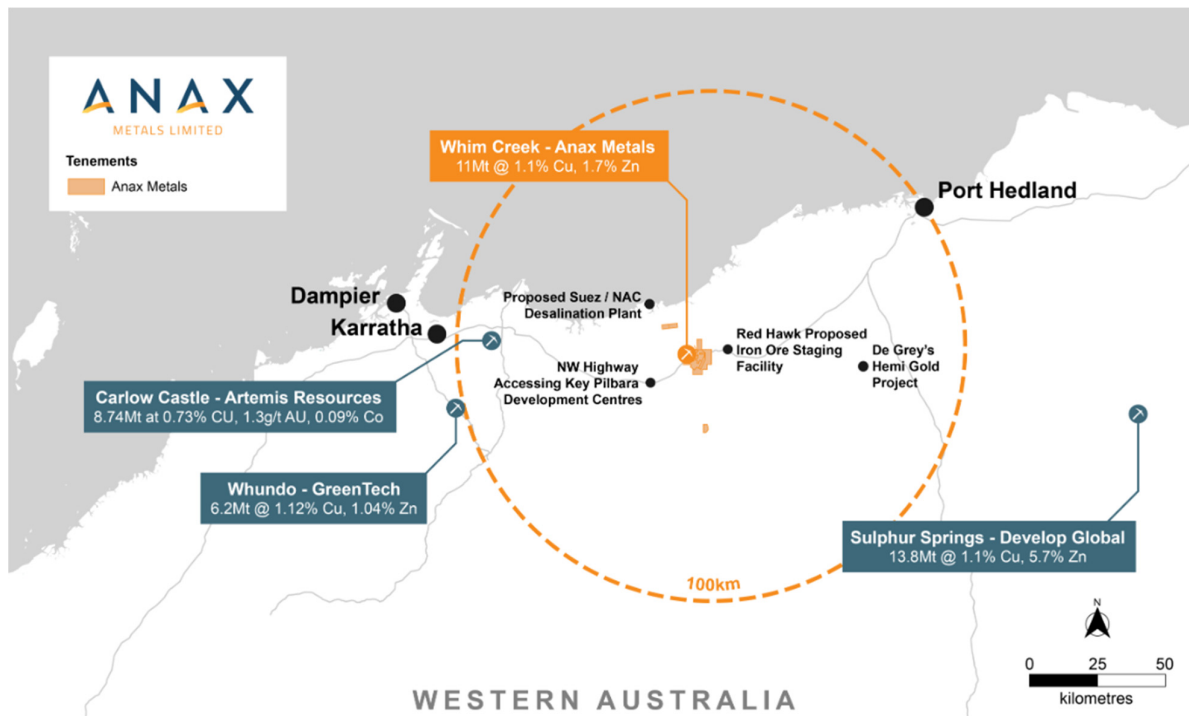 ANAX
METALS LIMITED
Tenements
Anax Metals
Whim Creek - Anax Metals
11Mt @ 1.1% Cu, 1.7% Zn
Port Hedland
Dampier
Karratha
Proposed Suez / NAC
Desalination Plant
Red Hawk Proposed
Iron Ore Staging
Facility
De Grey's
Hemi Gold
Project
NW Highway
Accessing Key Pilbara
Development Centres
Carlow Castle - Artemis Resources
8.74Mt at 0.73% CU, 1.3g/t AU, 0.09% Co
Whundo - GreenTech
6.2Mt @ 1.12% Cu, 1.04% Zn
Sulphur Springs - Develop Global
13.8Mt @ 1.1% Cu, 5.7% Zn
100km
N
0 25 50
kilometres
WESTERN AUSTRALIA